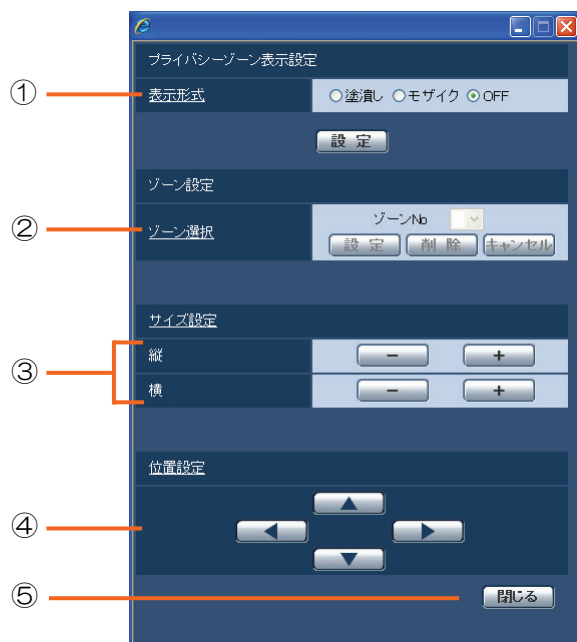 プライバシーゾーン表示設定
① 表示形式 塗潰し モザイク OFF
設 定
ゾーン設定
② ゾーン選択 ゾーンNo
設 定 削 除 キャンセル
サイズ設定
③ 縦 － ＋
横 － ＋
位置設定
④
⑤ 閉じる